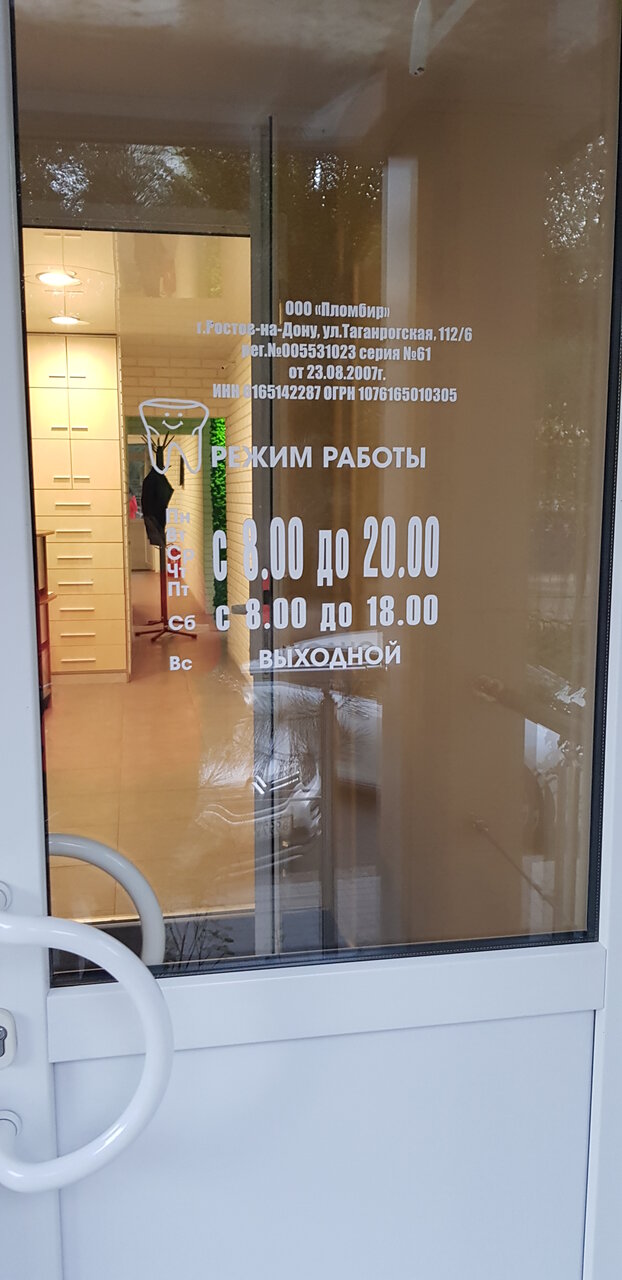 ООО «Пломбир»
г.Ростов-на-Дону, ул.Таганрогская, 112/6
рег.№005531023 серия №61
от 23.08.2007г.
ИНН 6165142287 ОГРН 1076165010305
РЕЖИМ РАБОТЫ
Пн
Вт
Ср
Чт
Пт
с 8.00 до 20.00
Сб с 8.00 до 18.00
Вс ВЫХОДНОЙ